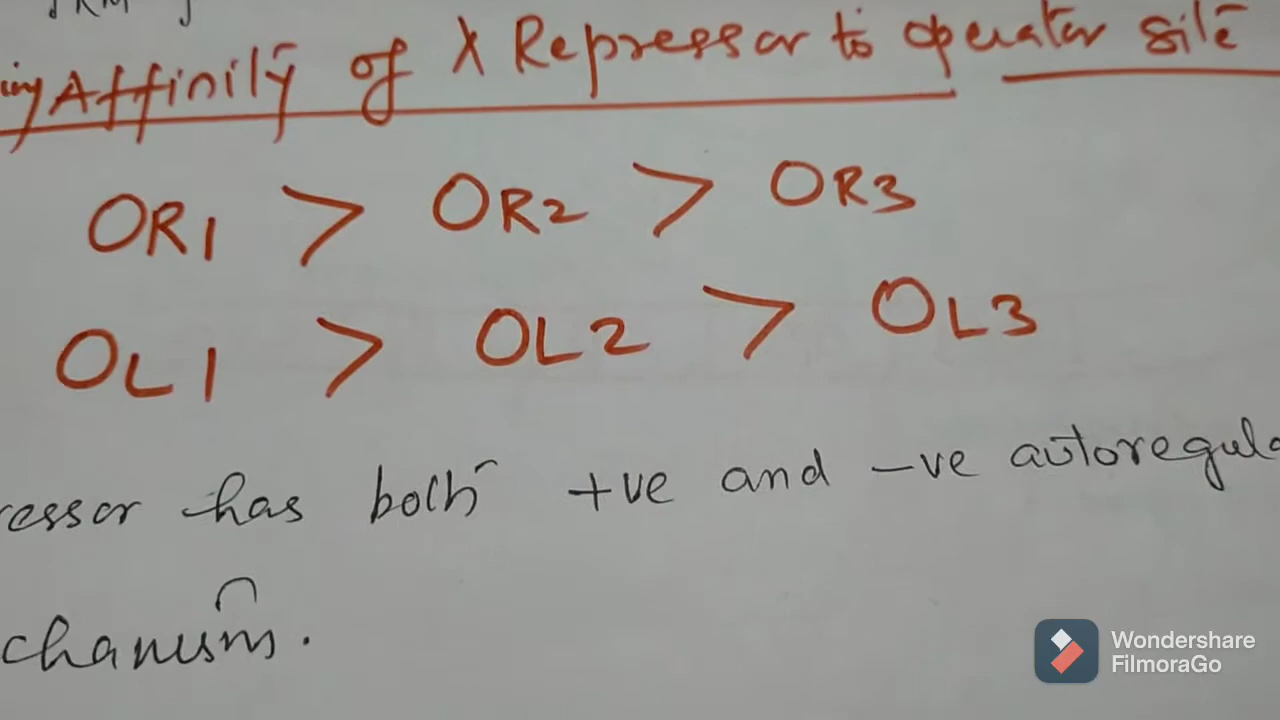 ing Affinity of λ Repressor to operator site
OR1 > OR2 > OR3
OL1 > OL2 > OL3
ressor has both +ve and -ve autoregula
chanism.
Wondershare
FilmoraGo